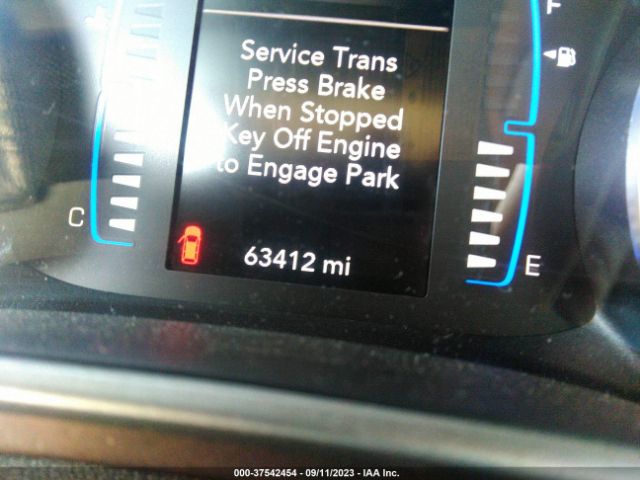 F
Service Trans
Press Brake
When Stopped
Key Off Engine
to Engage Park
C
63412 mi
E
000-37542454 - 09/11/2023 - IAA Inc.